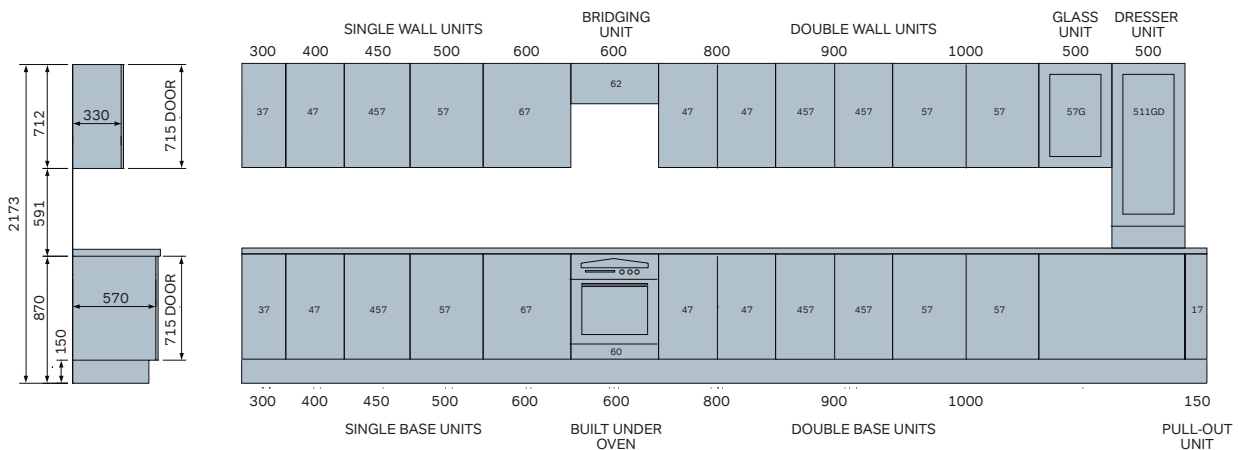 SINGLE WALL UNITS
BRIDGING
UNIT
DOUBLE WALL UNITS
GLASS
UNIT
DRESSER
UNIT
300 400 450 500 600 600 800 900 1000 500 500
2173
712
330
715 DOOR
591
870
150
570
715 DOOR
37 47 457 57 67 62 47 47 457 457 57 57 57G 511GD
37 47 457 57 67 60 47 47 457 457 57 57 17
300 400 450 500 600 600 800 900 1000 150
SINGLE BASE UNITS
BUILT UNDER
OVEN
DOUBLE BASE UNITS
PULL-OUT
UNIT